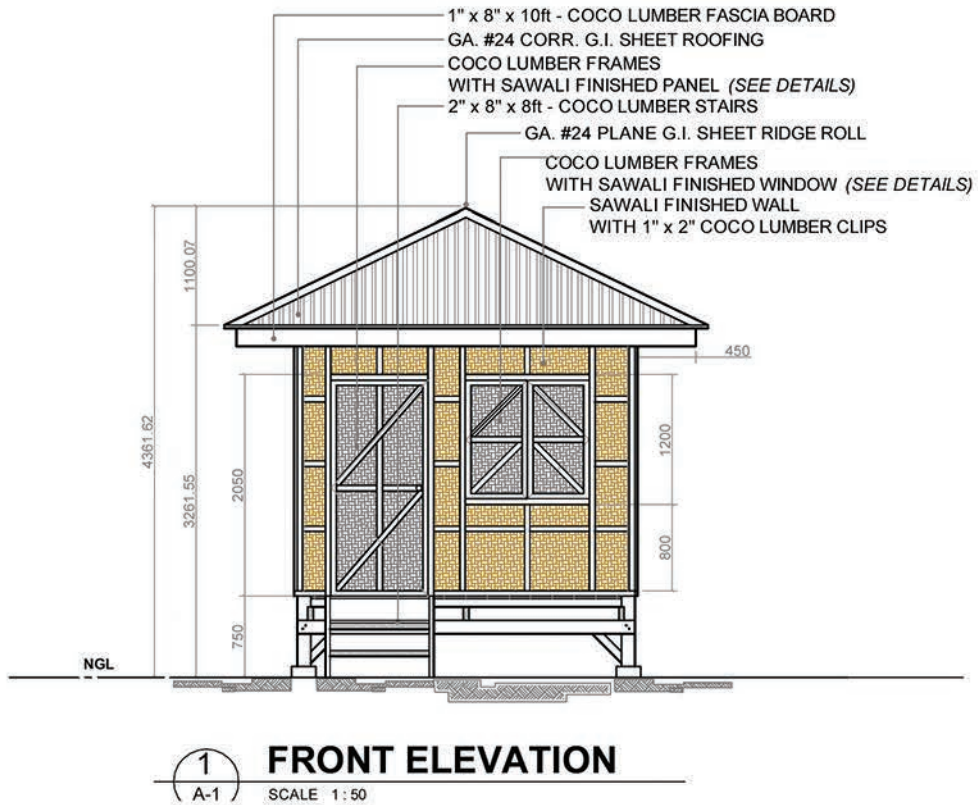 1" x 8" x 10ft - COCO LUMBER FASCIA BOARD
GA. #24 CORR. G.I. SHEET ROOFING
COCO LUMBER FRAMES
WITH SAWALI FINISHED PANEL (SEE DETAILS)
2" x 8" x 8ft - COCO LUMBER STAIRS
GA. #24 PLANE G.I. SHEET RIDGE ROLL
COCO LUMBER FRAMES
WITH SAWALI FINISHED WINDOW (SEE DETAILS)
SAWALI FINISHED WALL
WITH 1" x 2" COCO LUMBER CLIPS
1100.07
450
4361.62
3261.55
2050
1200
800
750
NGL
1
A-1
FRONT ELEVATION
SCALE 1 : 50